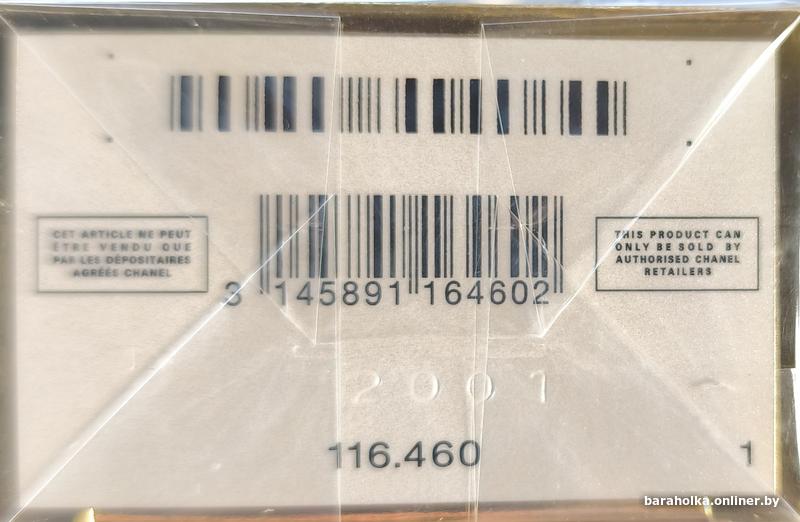 CET ARTICLE NE PEUT
ÊTRE VENDU QUE
PAR LES DÉPOSITAIRES
AGRÉÉS CHANEL
THIS PRODUCT CAN
ONLY BE SOLD BY
AUTHORISED CHANEL
RETAILERS
3 145891 164602
2001
116.460
1
baraholka.onliner.by